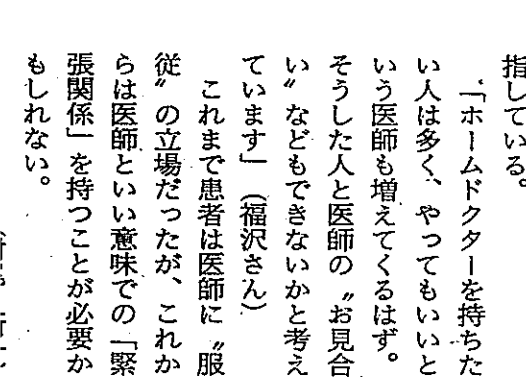 指している。
「ホームドクターを持ちた
い人は多く、やってもいいと
いう医師も増えてくるはず。
そうした人と医師の〝お見合
い〟などもできないかと考え
ています」（福沢さん）
これまで患者は医師に〝服
従〟の立場だったが、これか
らは医師といい意味での「緊
張関係」を持つことが必要か
もしれない。